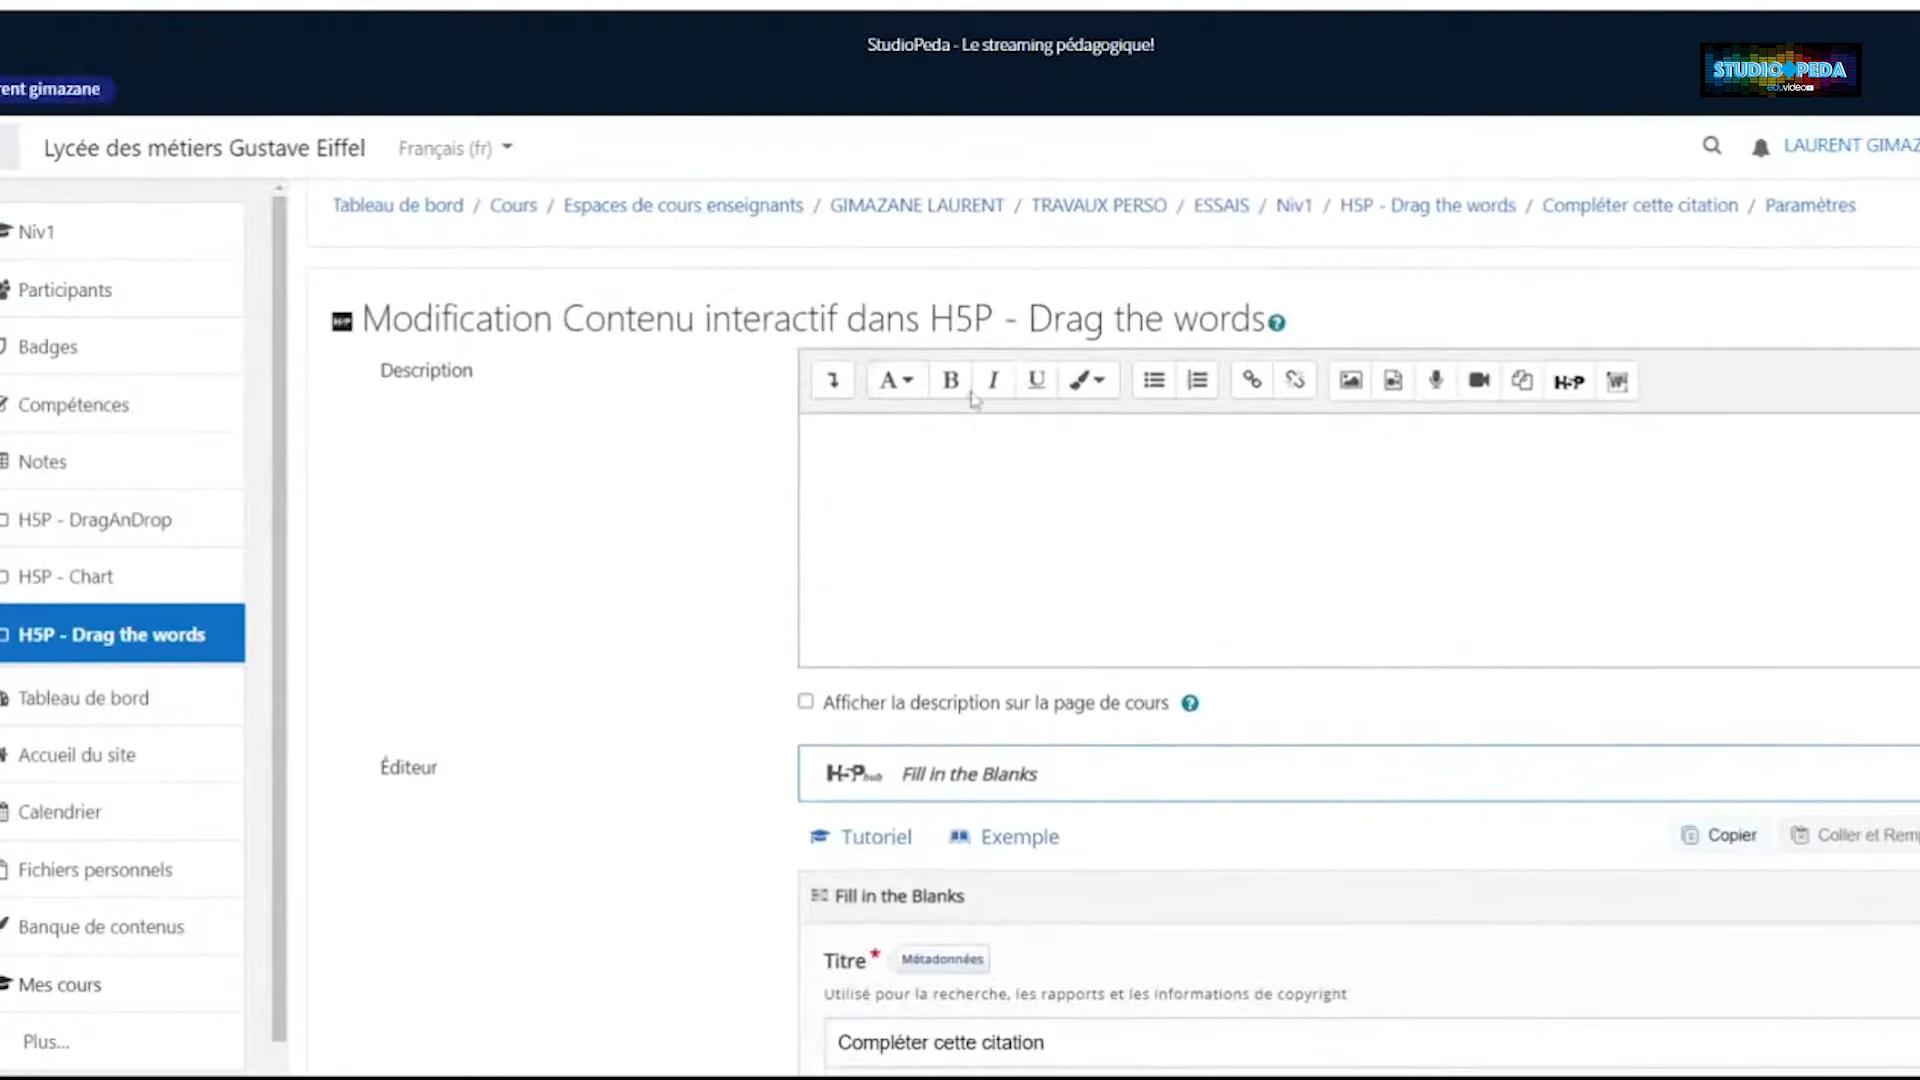 StudioPeda - Le streaming pédagogique!
STUDIO PEDA
eduvideo
rent gimazane
Lycée des métiers Gustave Eiffel
Français (fr)
LAURENT GIMAZ
Tableau de bord / Cours / Espaces de cours enseignants / GIMAZANE LAURENT / TRAVAUX PERSO / ESSAIS / Niv1 / H5P - Drag the words / Compléter cette citation / Paramètres
Niv1
Participants
Badges
Compétences
Notes
H5P - DragAnDrop
H5P - Chart
H5P - Drag the words
Tableau de bord
Accueil du site
Calendrier
Fichiers personnels
Banque de contenus
Mes cours
Plus...
Modification Contenu interactif dans H5P - Drag the words
Description
A B I U H-P
Afficher la description sur la page de cours
Éditeur
H5P hub Fill in the Blanks
Tutoriel Exemple
Copier Coller et Remp
Fill in the Blanks
Titre * Métadonnées
Utilisé pour la recherche, les rapports et les informations de copyright
Compléter cette citation